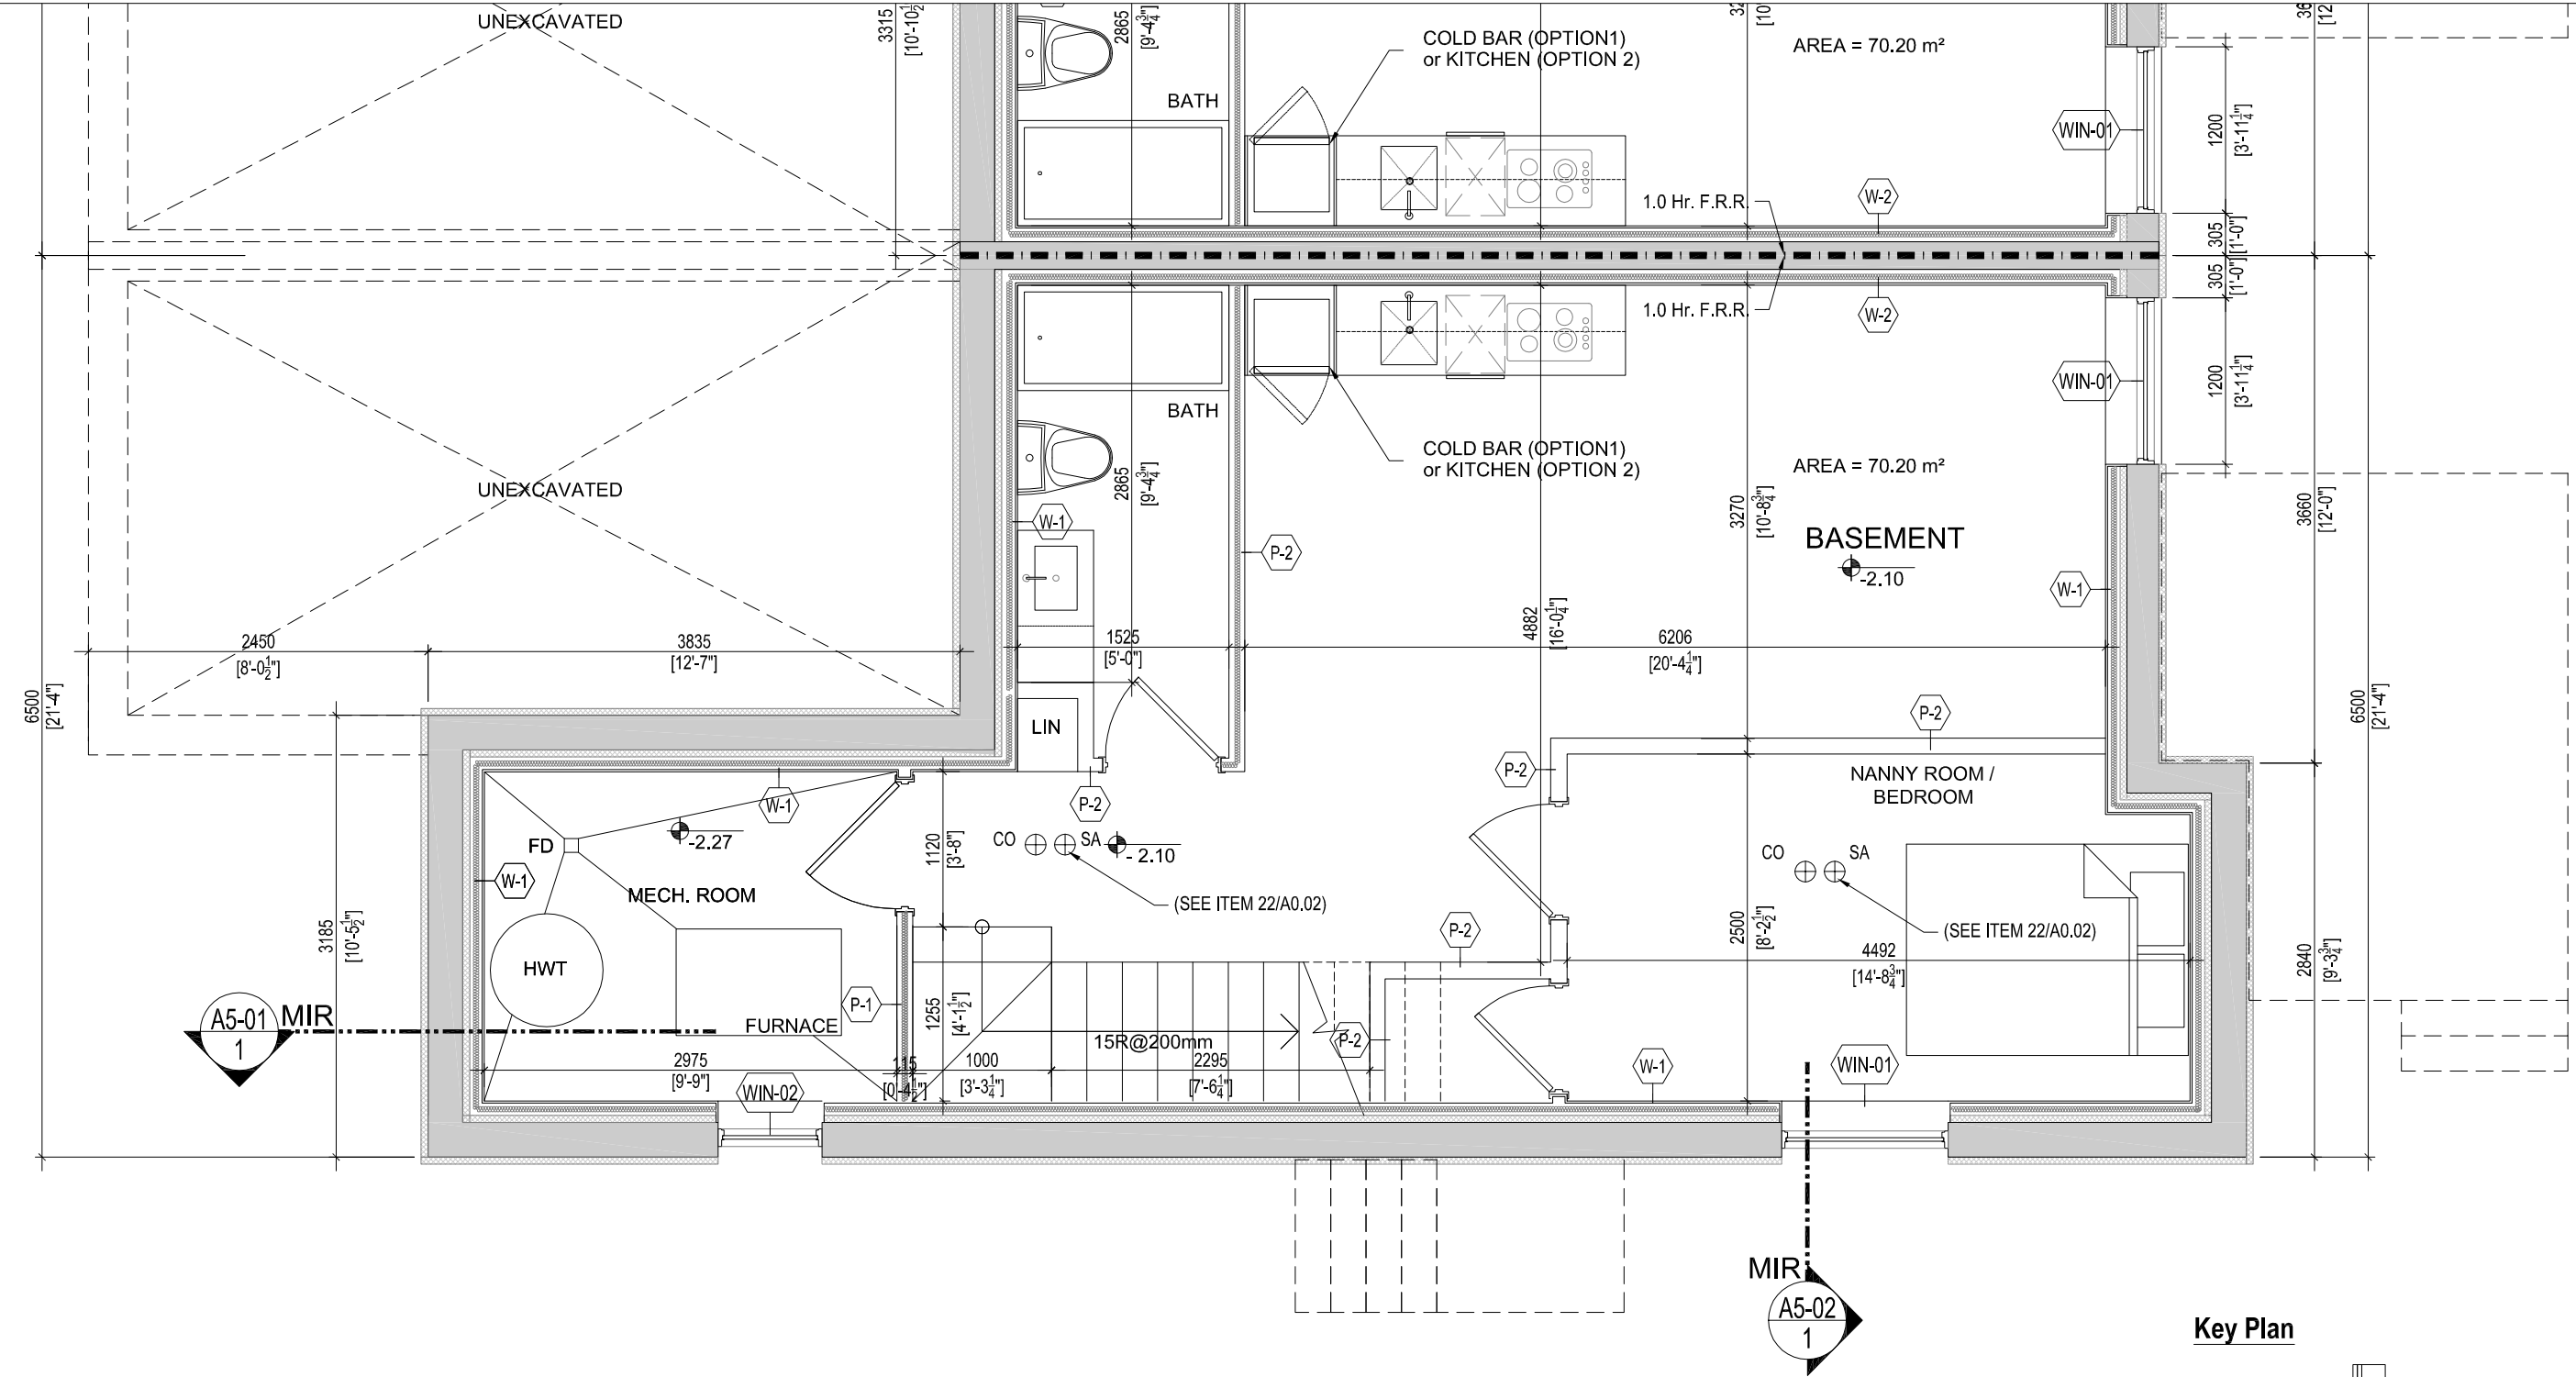 UNEXCAVATED
3315
2865
[9'-4¾"]
BATH
COLD BAR (OPTION1)
or KITCHEN (OPTION 2)
AREA = 70.20 m²
WIN-01
1200
[3'-11¼"]
1.0 Hr. F.R.R.
W-2
305
[1'-0"]
305
[1'-0"]
1.0 Hr. F.R.R.
W-2
WIN-01
1200
[3'-11¼"]
BATH
COLD BAR (OPTION1)
or KITCHEN (OPTION 2)
AREA = 70.20 m²
UNEXCAVATED
2865
[9'-4¾"]
W-1
P-2
3270
[10'-8¾"]
BASEMENT
-2.10
3660
[12'-0"]
W-1
2450
[8'-0½"]
3835
[12'-7"]
1525
[5'-0"]
4882
[16'-0¼"]
6206
[20'-4¼"]
6500
[21'-4"]
6500
[21'-4"]
LIN
P-2
P-2
NANNY ROOM /
BEDROOM
W-1
P-2
-2.27
FD
W-1
MECH. ROOM
1120
[3'-8"]
CO
SA
- 2.10
(SEE ITEM 22/A0.02)
CO
SA
(SEE ITEM 22/A0.02)
P-2
2500
[8'-2½"]
4492
[14'-8¾"]
2840
[9'-3¾"]
3185
[10'-5½"]
HWT
FURNACE
P-1
1255
[4'-1½"]
15R@200mm
P-2
A5-01
1
MIR
2975
[9'-9"]
115
[0'-4½"]
1000
[3'-3¼"]
2295
[7'-6¼"]
WIN-02
W-1
WIN-01
MIR
A5-02
1
Key Plan